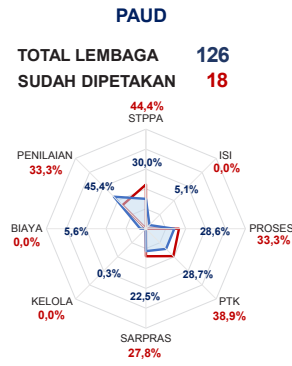 PAUD
TOTAL LEMBAGA 126
SUDAH DIPETAKAN 18
44,4%
STPPA
PENILAIAN
33,3%
ISI
0,0%
30,0%
45,4%
5,1%
BIAYA
0,0%
5,6%
28,6%
PROSES
33,3%
0,3%
28,7%
22,5%
KELOLA
0,0%
PTK
38,9%
SARPRAS
27,8%